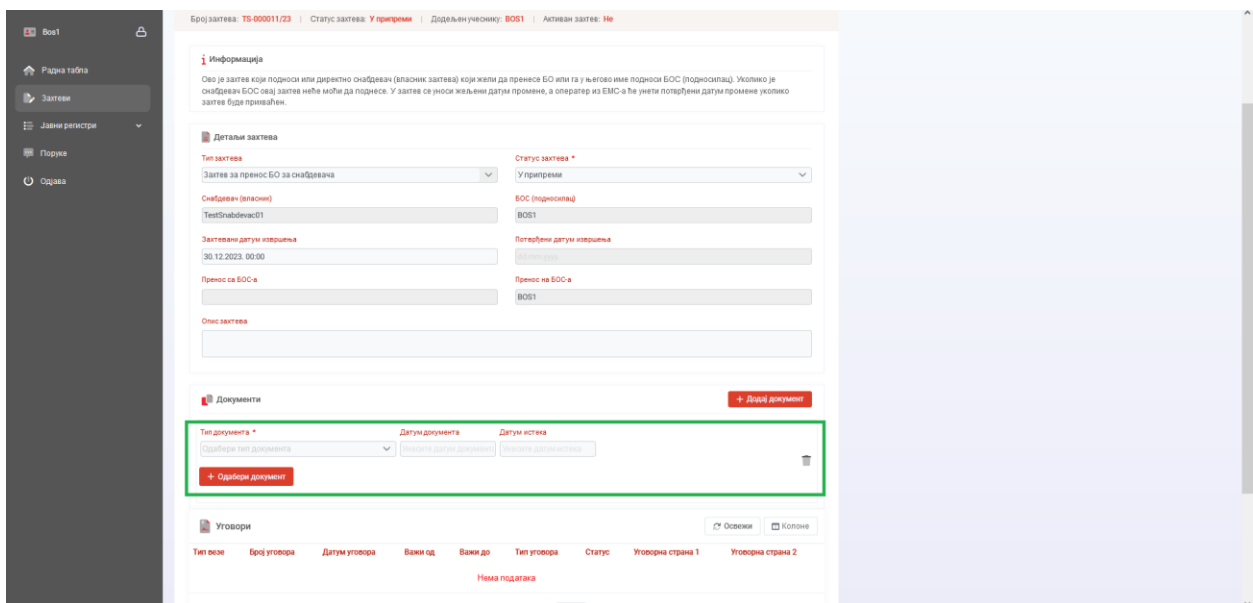 Bos1
Радна табла
Захтеви
Јавни регистри
Поруке
Одјава
Број захтева: TS-000011/23 | Статус захтева: У припреми | Додељен учеснику: BOS1 | Активан захтев: Не
Информација
Ово је захтев који подноси или директно снабдевач (власник захтева) који жели да пренесе БО или га у његово име подноси БОС (подносилац). Уколико је
снабдевач БОС овај захтев неће моћи да поднесе. У захтев се уноси жељени датум промене, а оператер из ЕМС-а ће унети потврђени датум промене уколико
захтев буде прихваћен.
Детаљи захтева
Тип захтева
Статус захтева *
Захтев за пренос БО за снабдевача
У припреми
Снабдевач (власник)
БОС (подносилац)
TestSnabdevac01
BOS1
Захтевани датум извршења
Потврђени датум извршења
30.12.2023. 00:00
Пренос са БОС-а
Пренос на БОС-а
BOS1
Опис захтева
Документи
+ Додај документ
Тип документа *
Датум документа
Датум истека
Одабери тип документа
Унесите датум документа
Унесите датум истека
+ Одабери документ
Уговори
Освежи
Колоне
Тип везе
Број уговора
Датум уговора
Важи од
Важи до
Тип уговора
Статус
Уговорна страна 1
Уговорна страна 2
Нема података